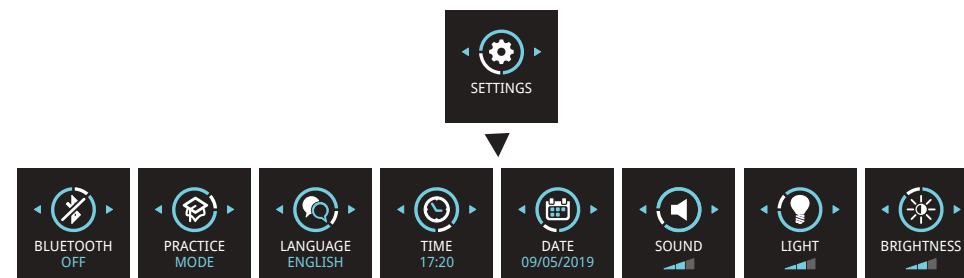 SETTINGS
BLUETOOTH
OFF
PRACTICE
MODE
LANGUAGE
ENGLISH
TIME
17:20
DATE
09/05/2019
SOUND
LIGHT
BRIGHTNESS